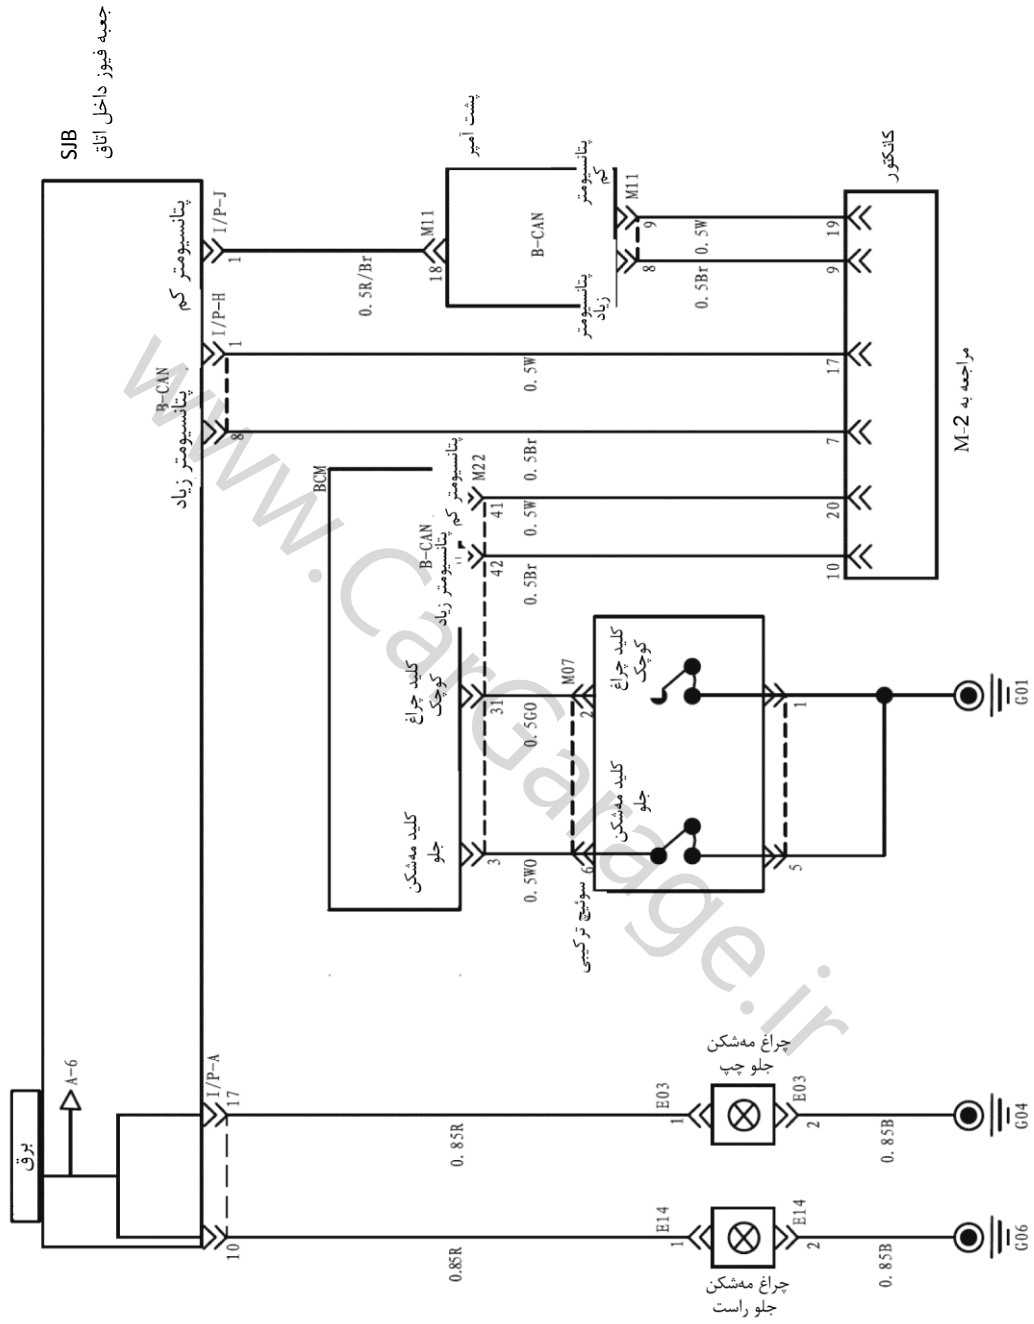 جعبه فیوز داخل اتاق
SJB
برق
A-6
پتانسیومتر کم
I/P-J
1
0.5R/Br
M11
18
پشت آمپر
پتانسیومتر
کم
B-CAN
پتانسیومتر
زیاد
M11
9
8
0.5W
0.5Br
کانکتور
19
9
17
7
20
10
مراجعه به
M-2
I/P-H
1
B-CAN
پتانسیومتر زیاد
8
0.5W
0.5Br
BCM
پتانسیومتر کم
M22
B-CAN
پتانسیومتر زیاد
41
0.5W
42
0.5Br
کلید چراغ
کوچک
31
0.5GO
M07
2
کلید مه‌شکن
جلو
3
0.5WO
6
سوئیچ ترکیبی
کلید چراغ
کوچک
کلید مه‌شکن
جلو
1
5
G01
I/P-A
17
0.85R
E03
1
چراغ مه‌شکن
جلو چپ
E03
2
0.85B
G04
10
0.85R
E14
1
چراغ مه‌شکن
جلو راست
E14
2
0.85B
G06
www.CarGarage.ir